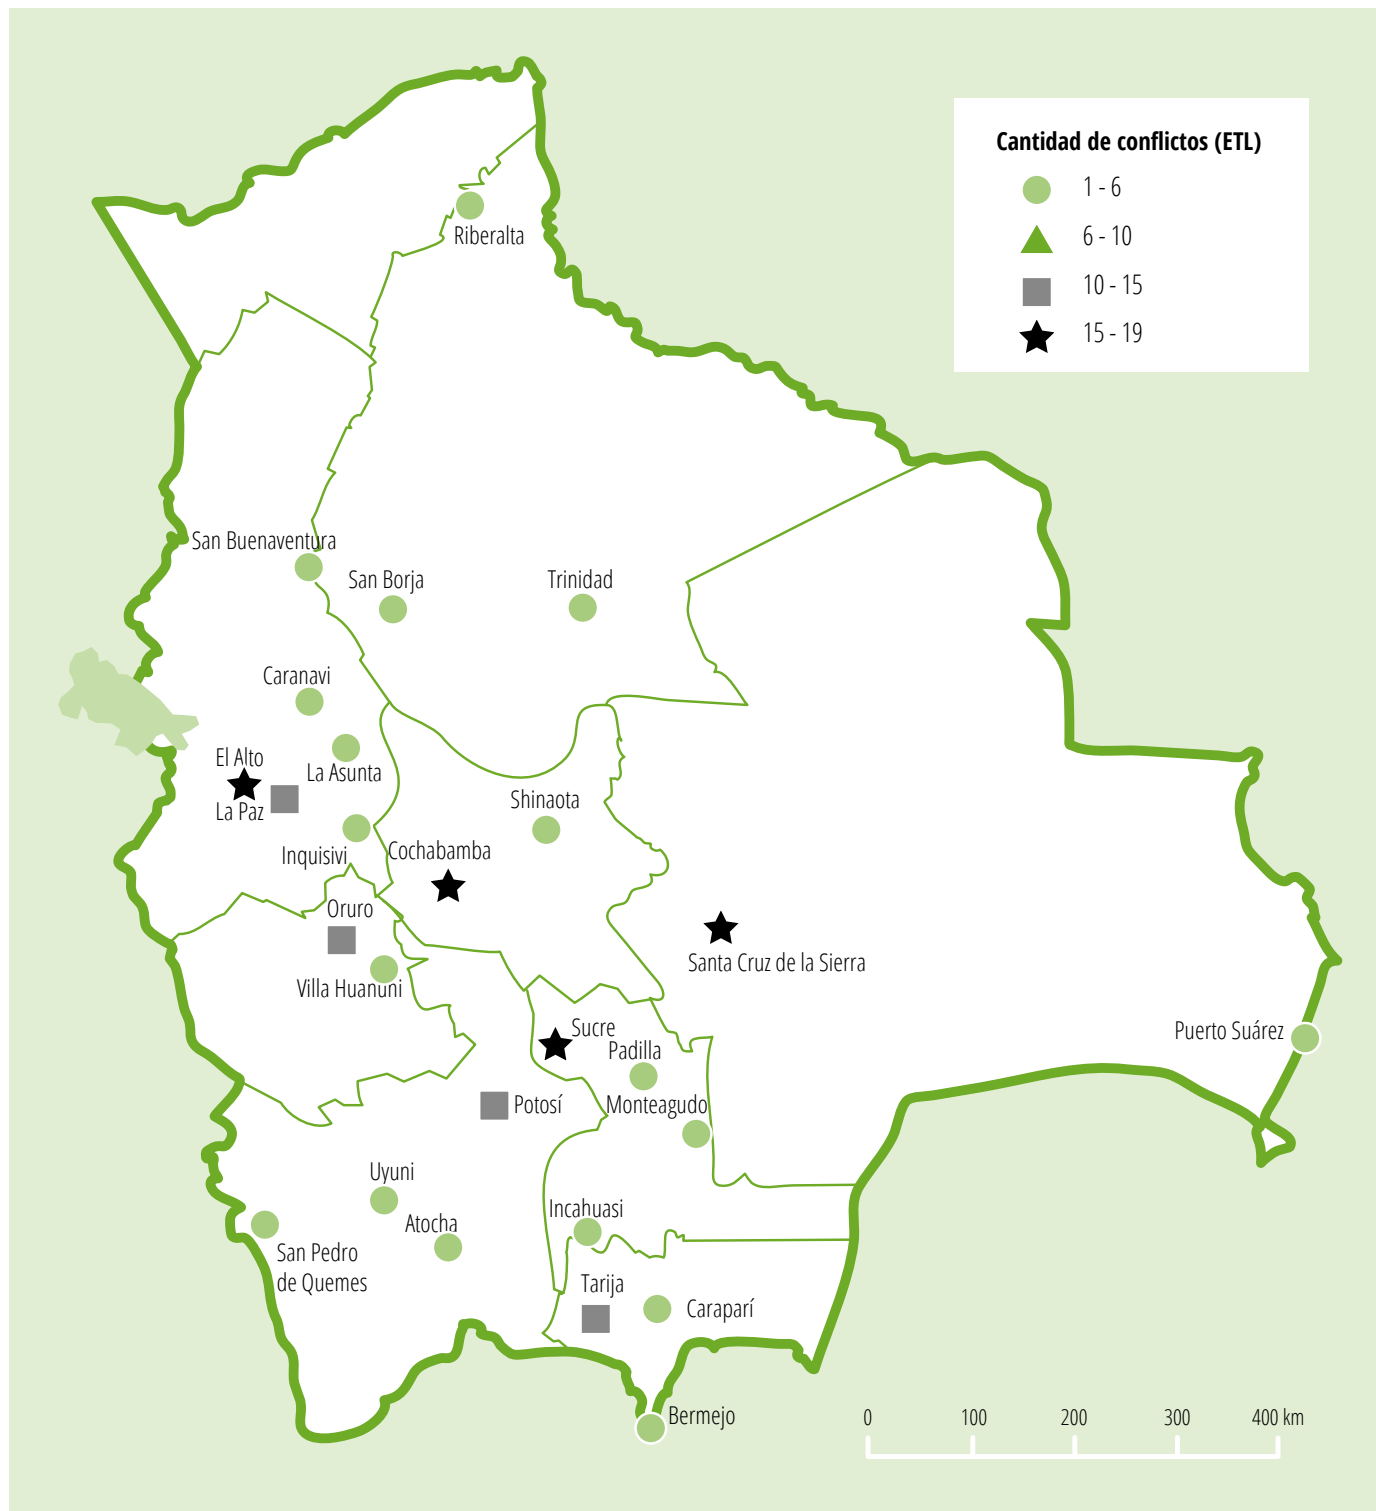 Cantidad de conflictos (ETL)
1 - 6
6 - 10
10 - 15
15 - 19
Riberalta
San Buenaventura
San Borja
Trinidad
Caranavi
El Alto
La Asunta
La Paz
Shinaota
Inquisivi
Cochabamba
Oruro
Santa Cruz de la Sierra
Villa Huanuni
Sucre
Puerto Suárez
Padilla
Potosí
Monteagudo
Uyuni
Incahuasi
Atocha
San Pedro
de Quemes
Tarija
Caraparí
Bermejo
0 100 200 300 400 km